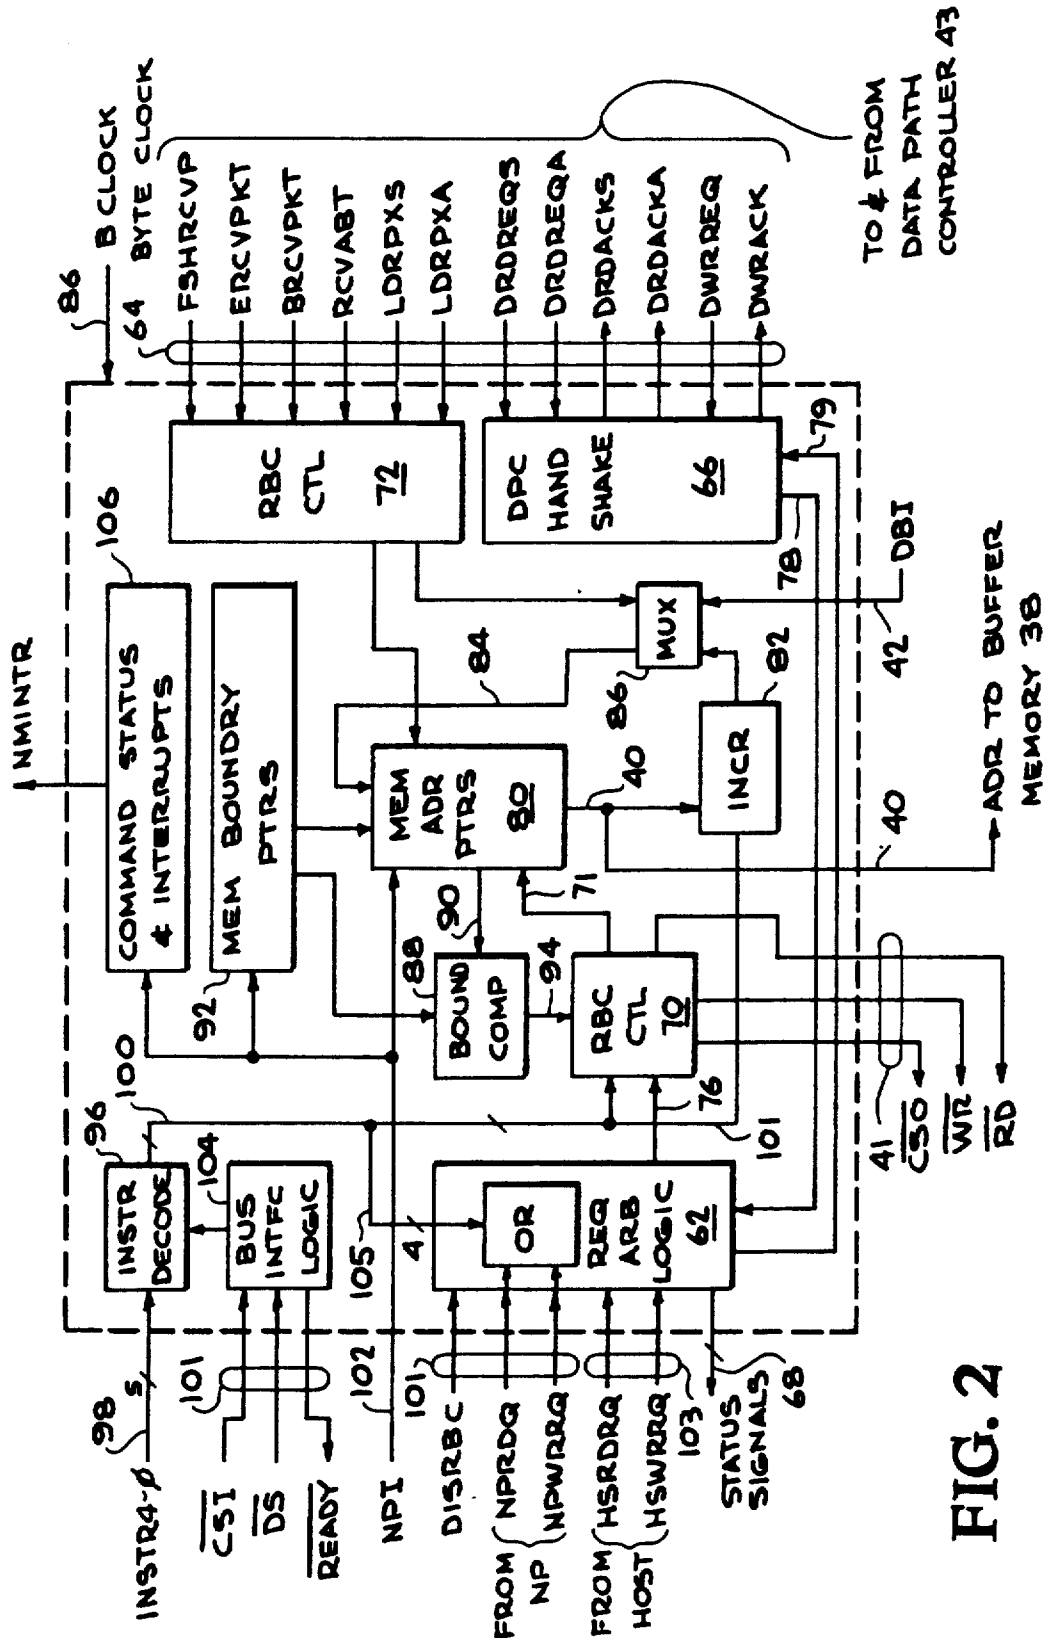 NMINTR
86
B CLOCK
BYTE CLOCK
64
FSHRCVP
ERCVPKT
BRCVPKT
RCVABT
LDRPXS
LDRPXA
DRDREQS
DRDREQA
DRDACKS
DRDACKA
DWRREQ
DWRACK
TO & FROM
DATA PATH
CONTROLLER 43
106
COMMAND STATUS
& INTERRUPTS
RBC
CTL
72
DPC
HAND
SHAKE
66
79
78
92
MEM BOUNDRY
PTRS
84
MUX
86
DBI
42
MEM
ADR
PTRS
80
40
INCR
82
ADR TO BUFFER
MEMORY 38
40
90
71
88
BOUND
COMP
94
RBC
CTL
70
100
76
101
41
CSO
WR
RD
96
INSTR
DECODE
104
BUS
INTFC
LOGIC
105
4
OR
REQ
ARB
LOGIC
62
98
5
INSTR4-Ø
101
CSI
DS
READY
102
NPI
101
DISRBC
NPRDQ
NPWRRQ
FROM
NP
HSRDRQ
HSWRRQ
FROM
HOST
103
STATUS
SIGNALS
68
FIG. 2